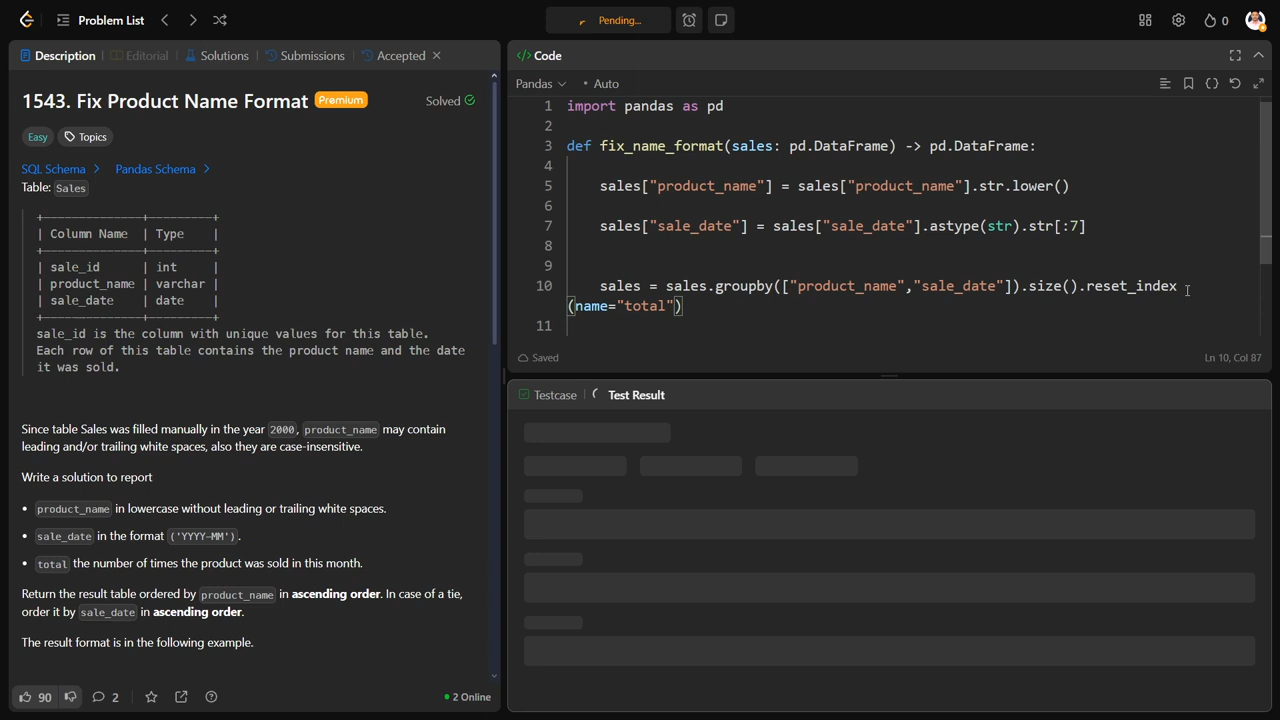 Problem List
Pending...
0
Description
Editorial
Solutions
Submissions
Accepted
1543. Fix Product Name Format
Premium
Solved
Easy
Topics
SQL Schema
Pandas Schema
Table: Sales
+--------------+---------+
| Column Name | Type |
+--------------+---------+
| sale_id | int |
| product_name | varchar |
| sale_date | date |
+--------------+---------+
sale_id is the column with unique values for this table.
Each row of this table contains the product name and the date
it was sold.
Since table Sales was filled manually in the year 2000, product_name may contain
leading and/or trailing white spaces, also they are case-insensitive.
Write a solution to report
• product_name in lowercase without leading or trailing white spaces.
• sale_date in the format ('YYYY-MM').
• total the number of times the product was sold in this month.
Return the result table ordered by product_name in ascending order. In case of a tie,
order it by sale_date in ascending order.
The result format is in the following example.
90
2
2 Online
</> Code
Pandas
• Auto
1 import pandas as pd
2
3 def fix_name_format(sales: pd.DataFrame) -> pd.DataFrame:
4
5 sales["product_name"] = sales["product_name"].str.lower()
6
7 sales["sale_date"] = sales["sale_date"].astype(str).str[:7]
8
9
10 sales = sales.groupby(["product_name","sale_date"]).size().reset_index
(name="total")
11
Saved
Ln 10, Col 87
Testcase
Test Result